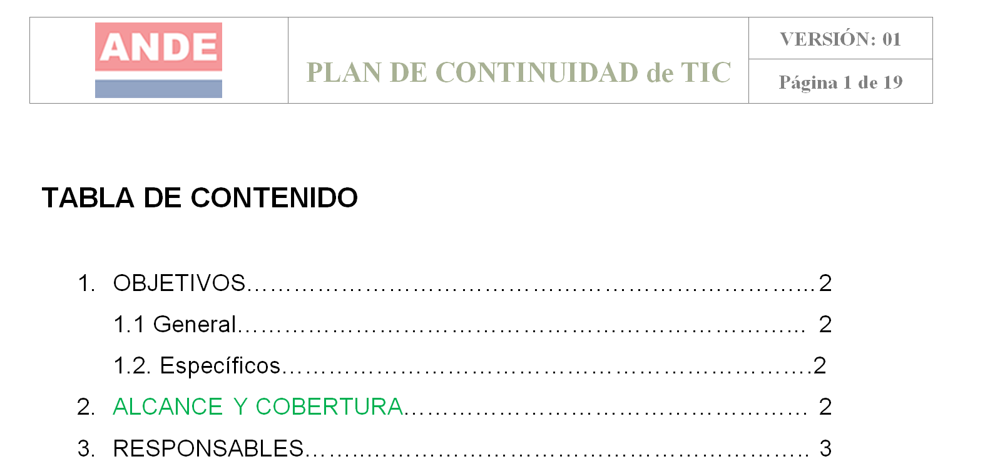 ANDE
PLAN DE CONTINUIDAD de TIC
VERSIÓN: 01
Página 1 de 19
TABLA DE CONTENIDO
1. OBJETIVOS……………………………………………………………... 2
1.1 General……………………………………………………………... 2
1.2. Específicos………………………………………………………….2
2. ALCANCE Y COBERTURA…………………………………………… 2
3. RESPONSABLES……..……………………………………………….. 3